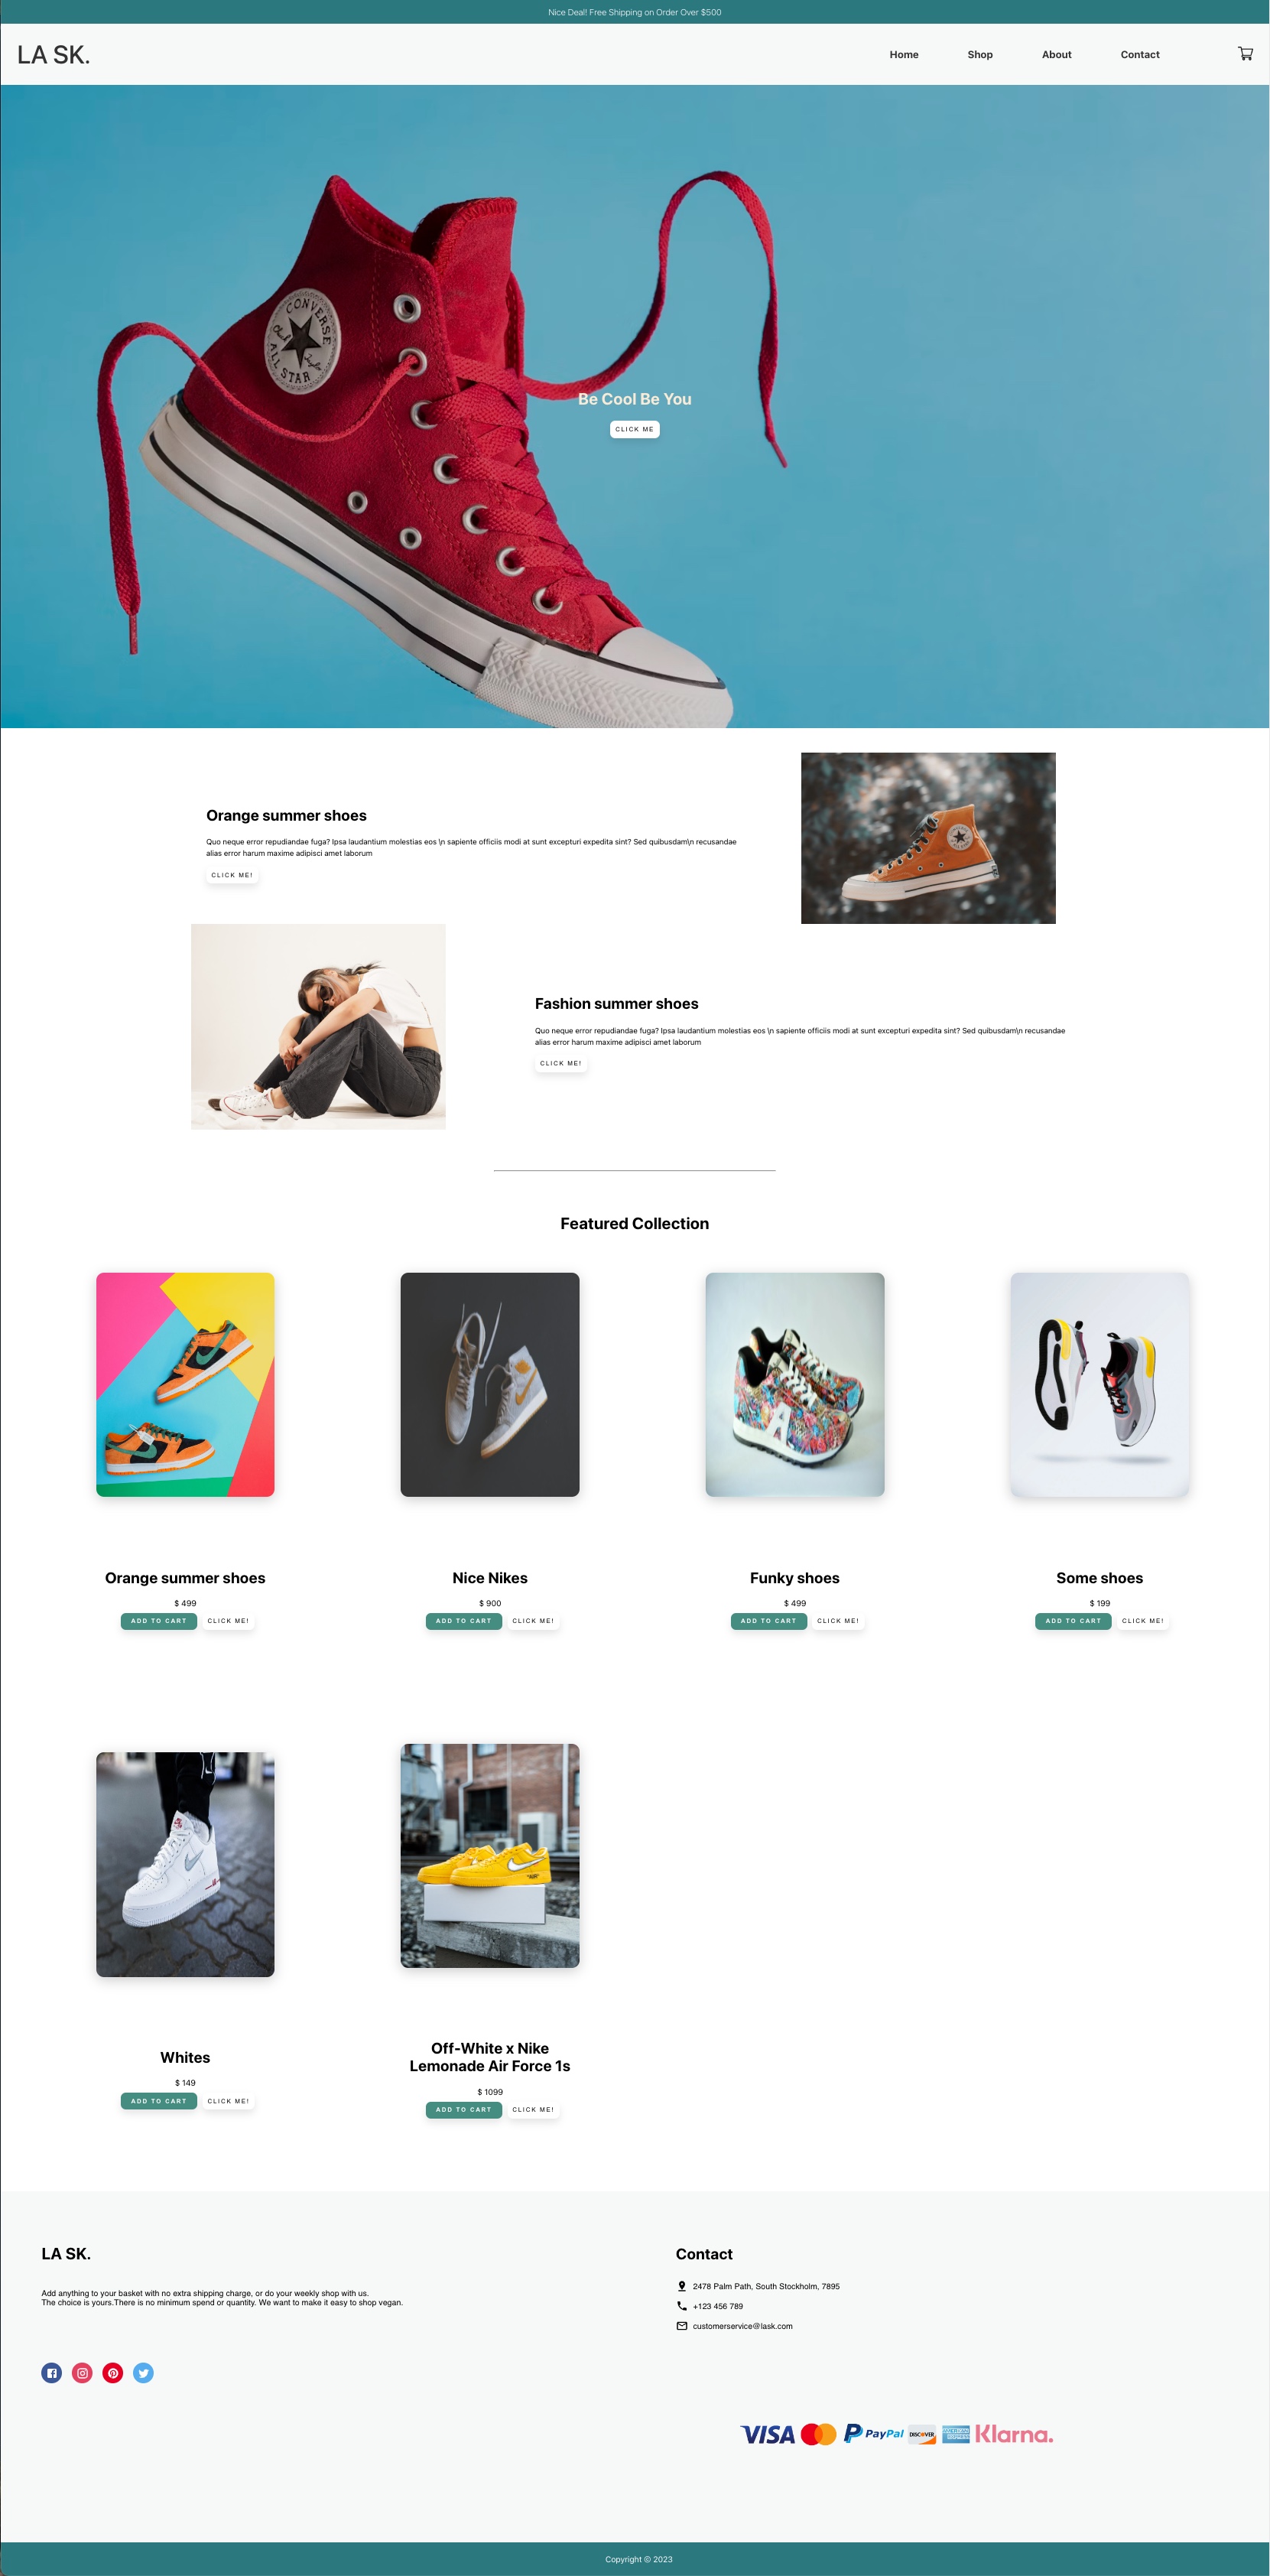 Nice Deal! Free Shipping on Order Over $500
LA SK.
Home
Shop
About
Contact
CONVERSE
ALL STAR
Be Cool Be You
CLICK ME
Orange summer shoes
Quo neque error repudiandae fuga? Ipsa laudantium molestias eos \n sapiente officiis modi at sunt excepturi expedita sint? Sed quibusdam\n recusandae
alias error harum maxime adipisci amet laborum
CLICK ME!
Fashion summer shoes
Quo neque error repudiandae fuga? Ipsa laudantium molestias eos \n sapiente officiis modi at sunt excepturi expedita sint? Sed quibusdam\n recusandae
alias error harum maxime adipisci amet laborum
CLICK ME!
Featured Collection
Orange summer shoes
$ 499
ADD TO CART
CLICK ME!
Nice Nikes
$ 900
ADD TO CART
CLICK ME!
Funky shoes
$ 499
ADD TO CART
CLICK ME!
Some shoes
$ 199
ADD TO CART
CLICK ME!
Whites
$ 149
ADD TO CART
CLICK ME!
Off-White x Nike
Lemonade Air Force 1s
$ 1099
ADD TO CART
CLICK ME!
LA SK.
Add anything to your basket with no extra shipping charge, or do your weekly shop with us.
The choice is yours.There is no minimum spend or quantity. We want to make it easy to shop vegan.
Contact
2478 Palm Path, South Stockholm, 7895
+123 456 789
customerservice@lask.com
VISA
PayPal
DISCOVER
AMERICAN EXPRESS
Klarna.
Copyright © 2023